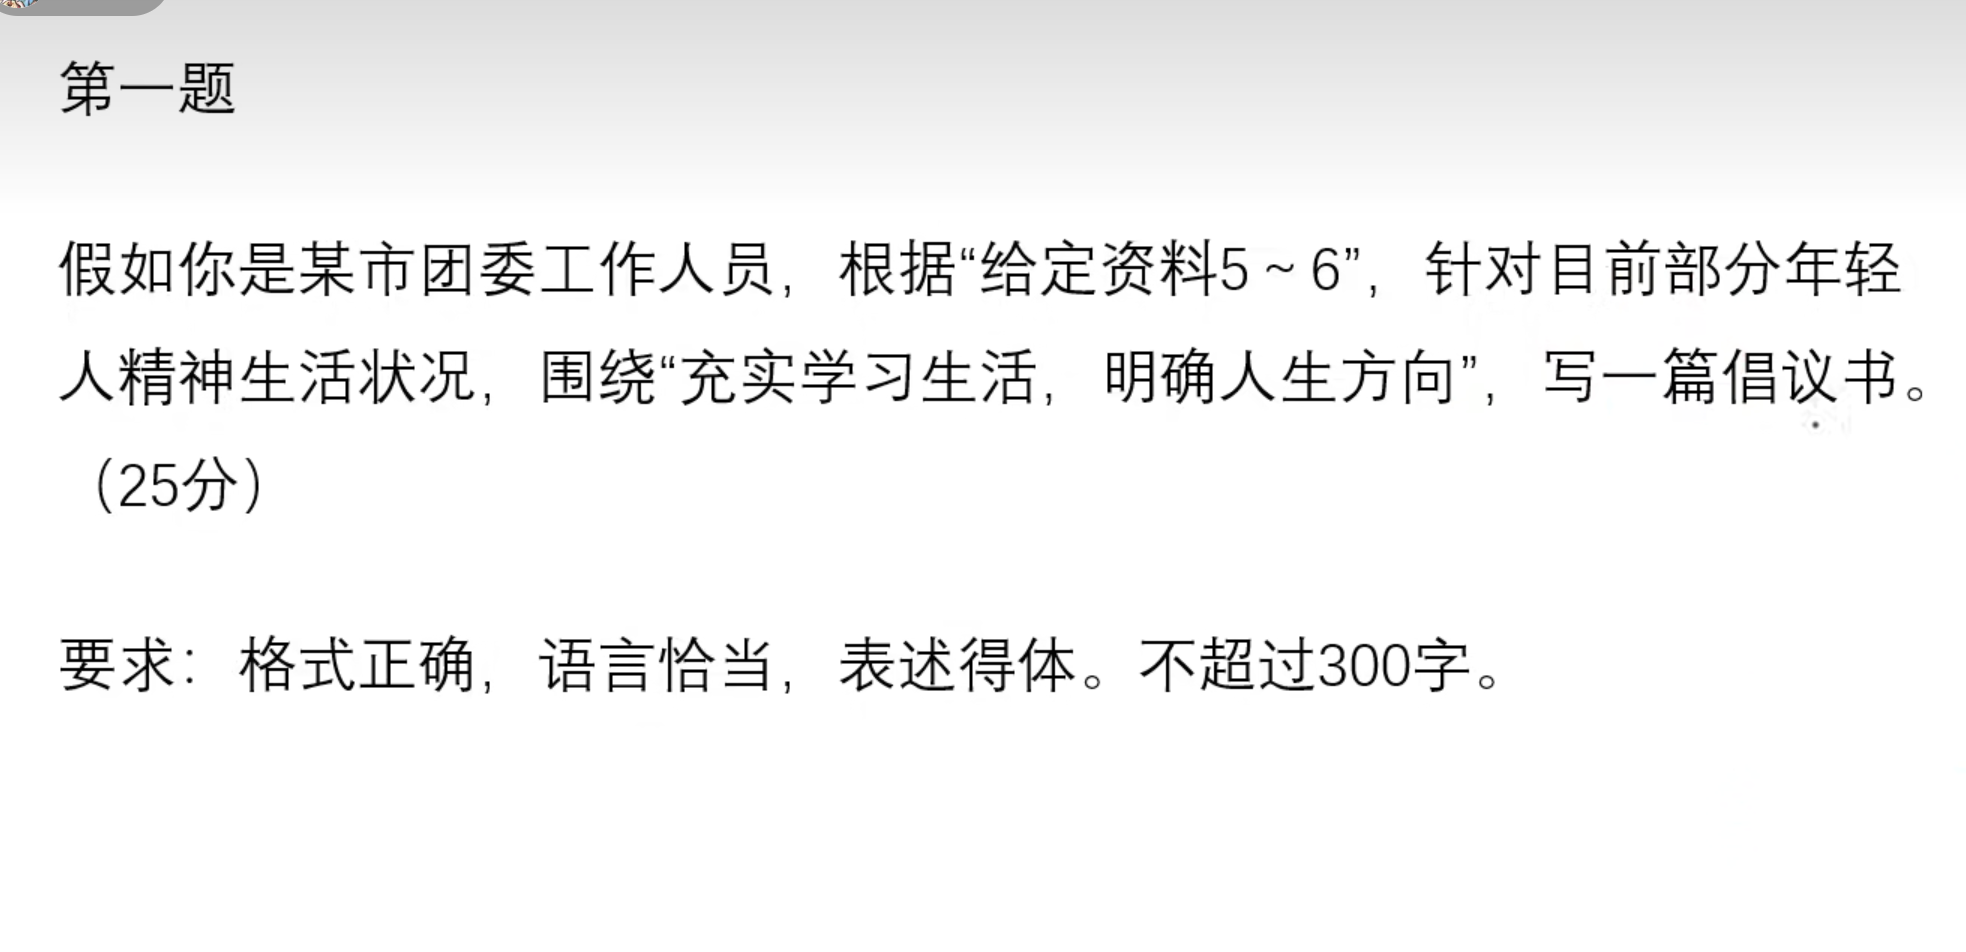 第一题
假如你是某市团委工作人员，根据“给定资料5～6”，针对目前部分年轻
人精神生活状况，围绕“充实学习生活，明确人生方向”，写一篇倡议书。
（25分）
要求：格式正确，语言恰当，表述得体。不超过300字。